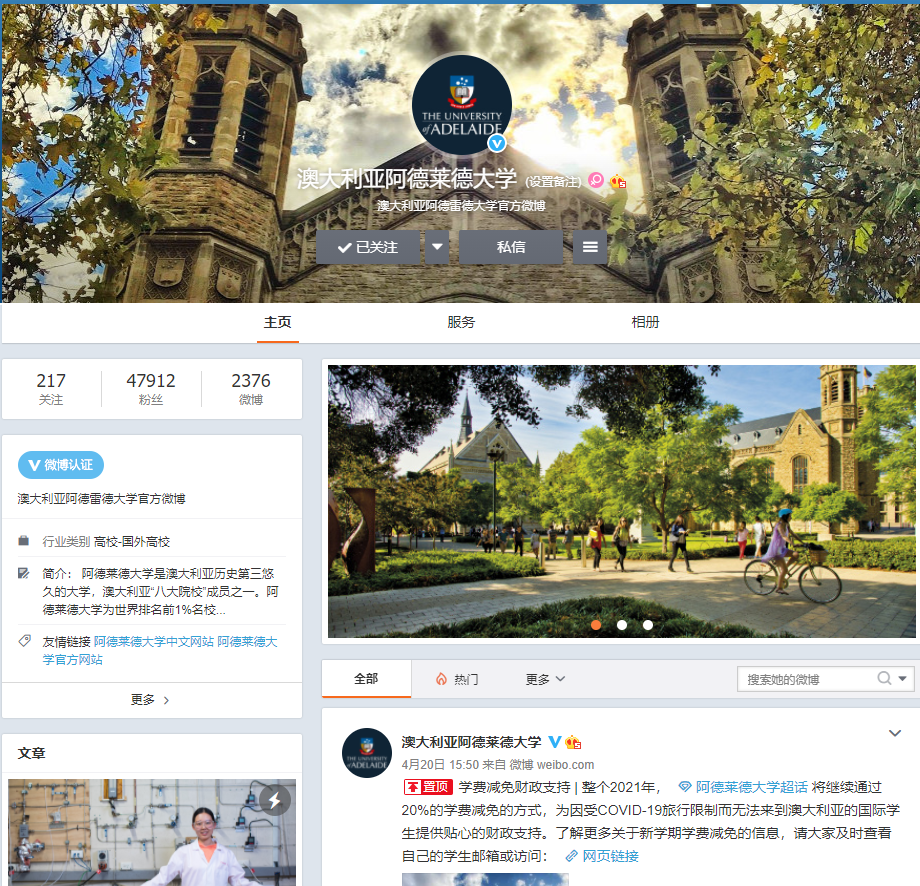 THE UNIVERSITY
of ADELAIDE
澳大利亚阿德莱德大学 (设置备注)
澳大利亚阿德雷德大学官方微博
已关注
私信
主页
服务
相册
217
关注
47912
粉丝
2376
微博
微博认证
澳大利亚阿德雷德大学官方微博
行业类别 高校-国外高校
简介： 阿德莱德大学是澳大利亚历史第三悠
久的大学，澳大利亚“八大院校”成员之一。阿
德莱德大学为世界排名前1%名校...
友情链接 阿德莱德大学中文网站 阿德莱德大
学官方网站
更多
文章
全部
热门
更多
搜索她的微博
澳大利亚阿德莱德大学
4月20日 15:50 来自 微博 weibo.com
置顶 学费减免财政支持 | 整个2021年， 阿德莱德大学超话 将继续通过
20%的学费减免的方式，为因受COVID-19旅行限制而无法来到澳大利亚的国际学
生提供贴心的财政支持。了解更多关于新学期学费减免的信息，请大家及时查看
自己的学生邮箱或访问： 网页链接